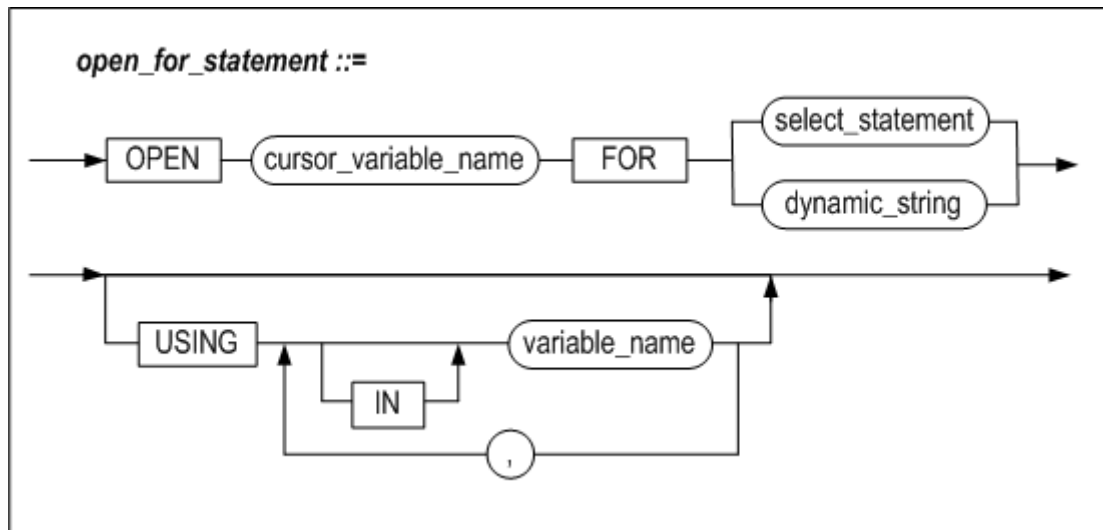 open_for_statement ::=
select_statement
OPEN cursor_variable_name FOR
dynamic_string
USING variable_name
IN
,